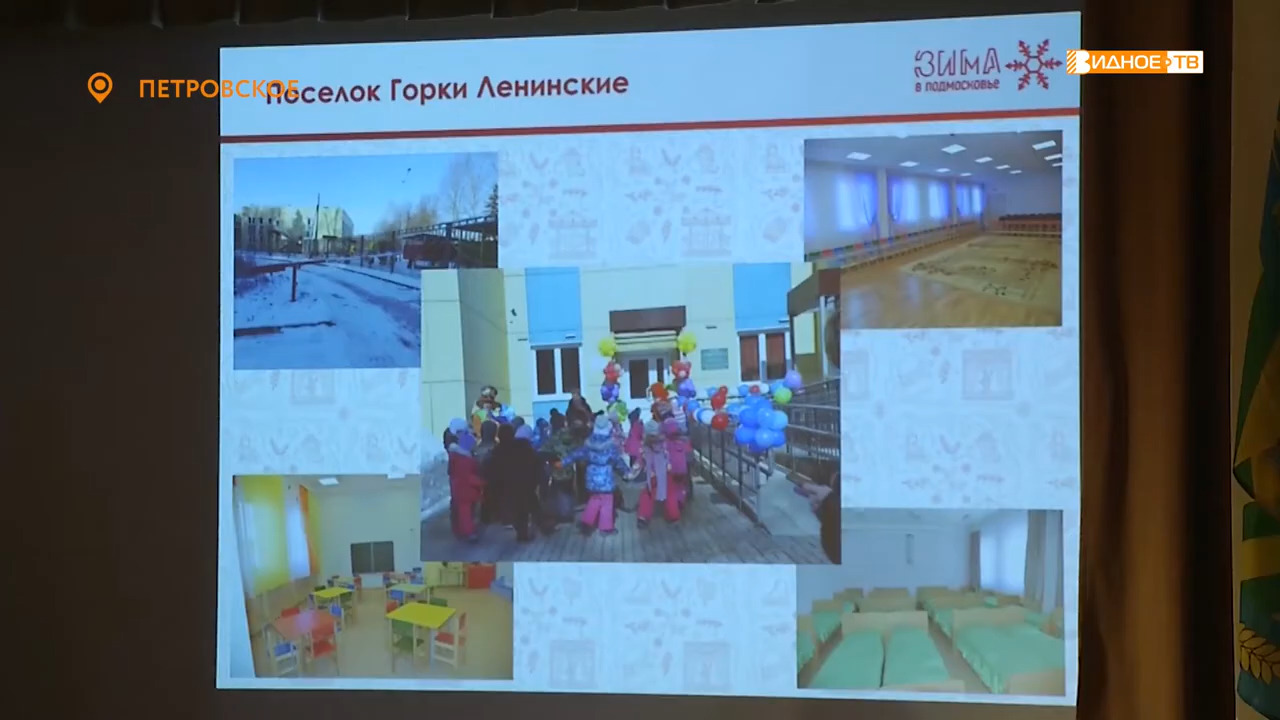 ПЕТРОВСКОЕ
Поселок Горки Ленинские
ЗИМА
в подмосковье
ВИДНОЕ ТВ